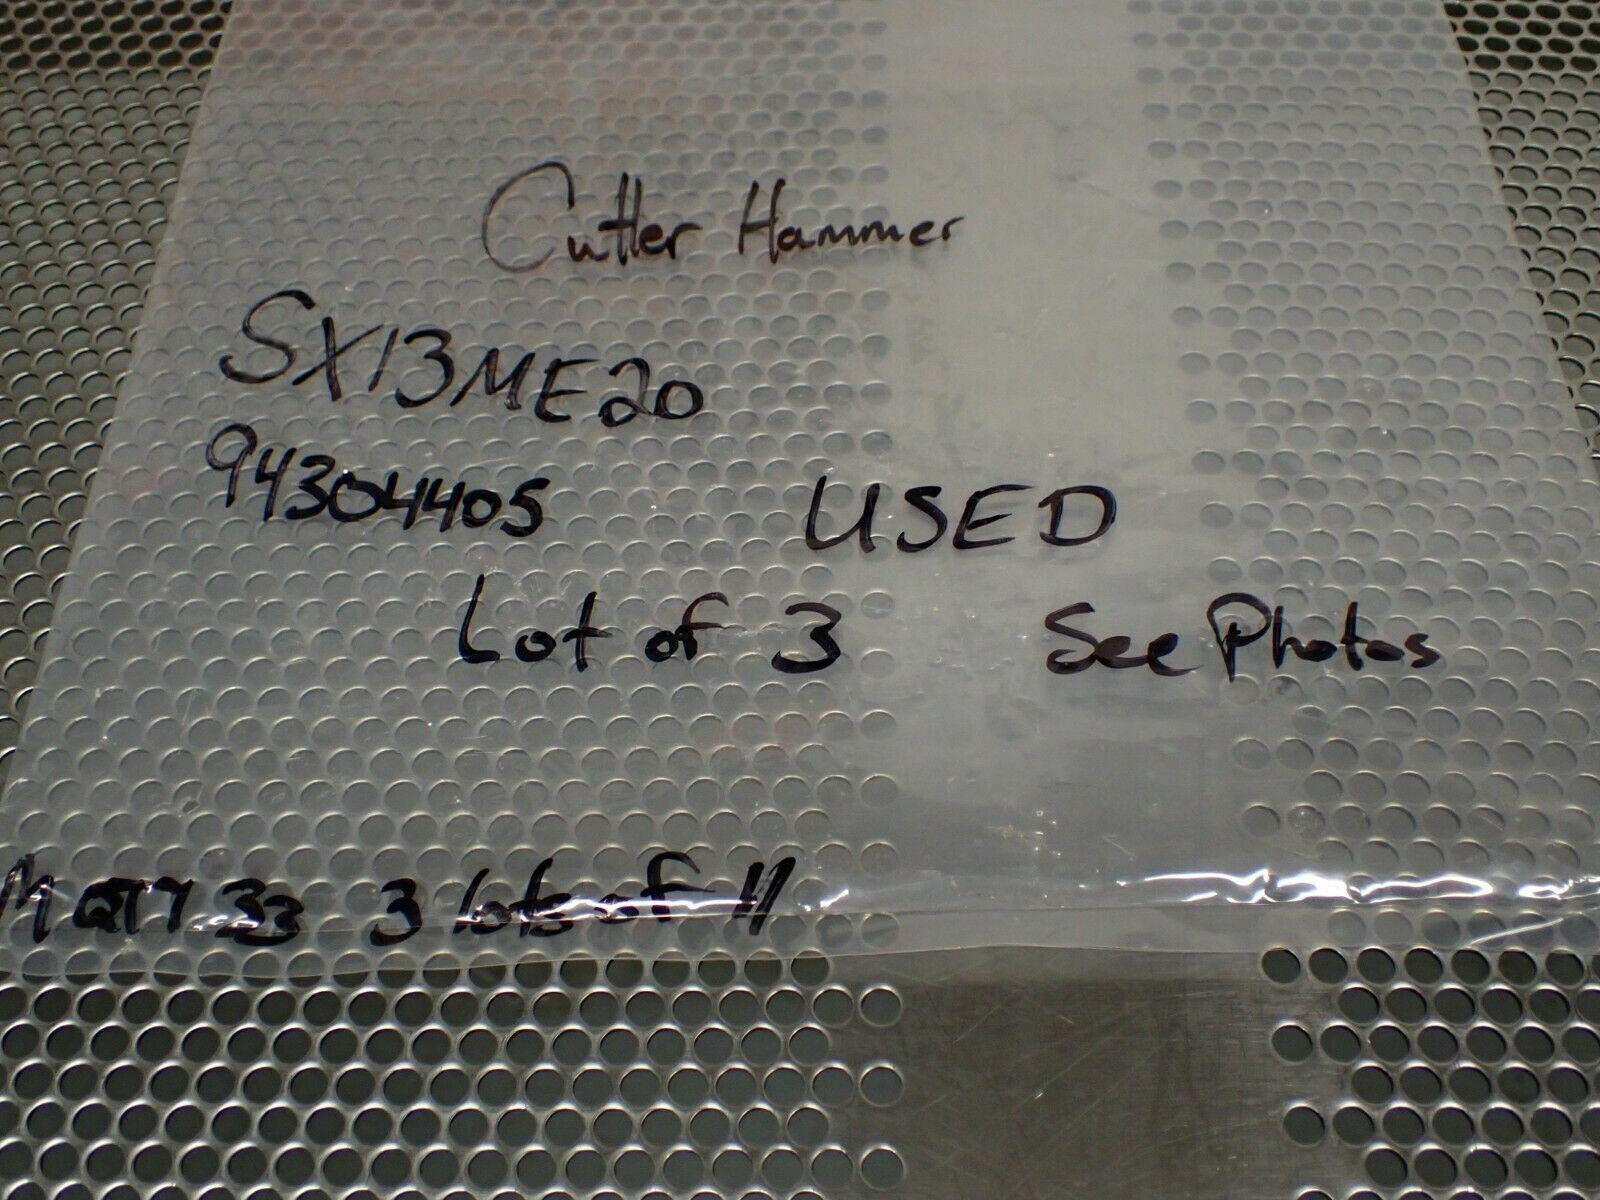 Cutler Hammer
SX13ME20
94304405 USED
Lot of 3 See Photos
M QTY 33 3 lots of 11